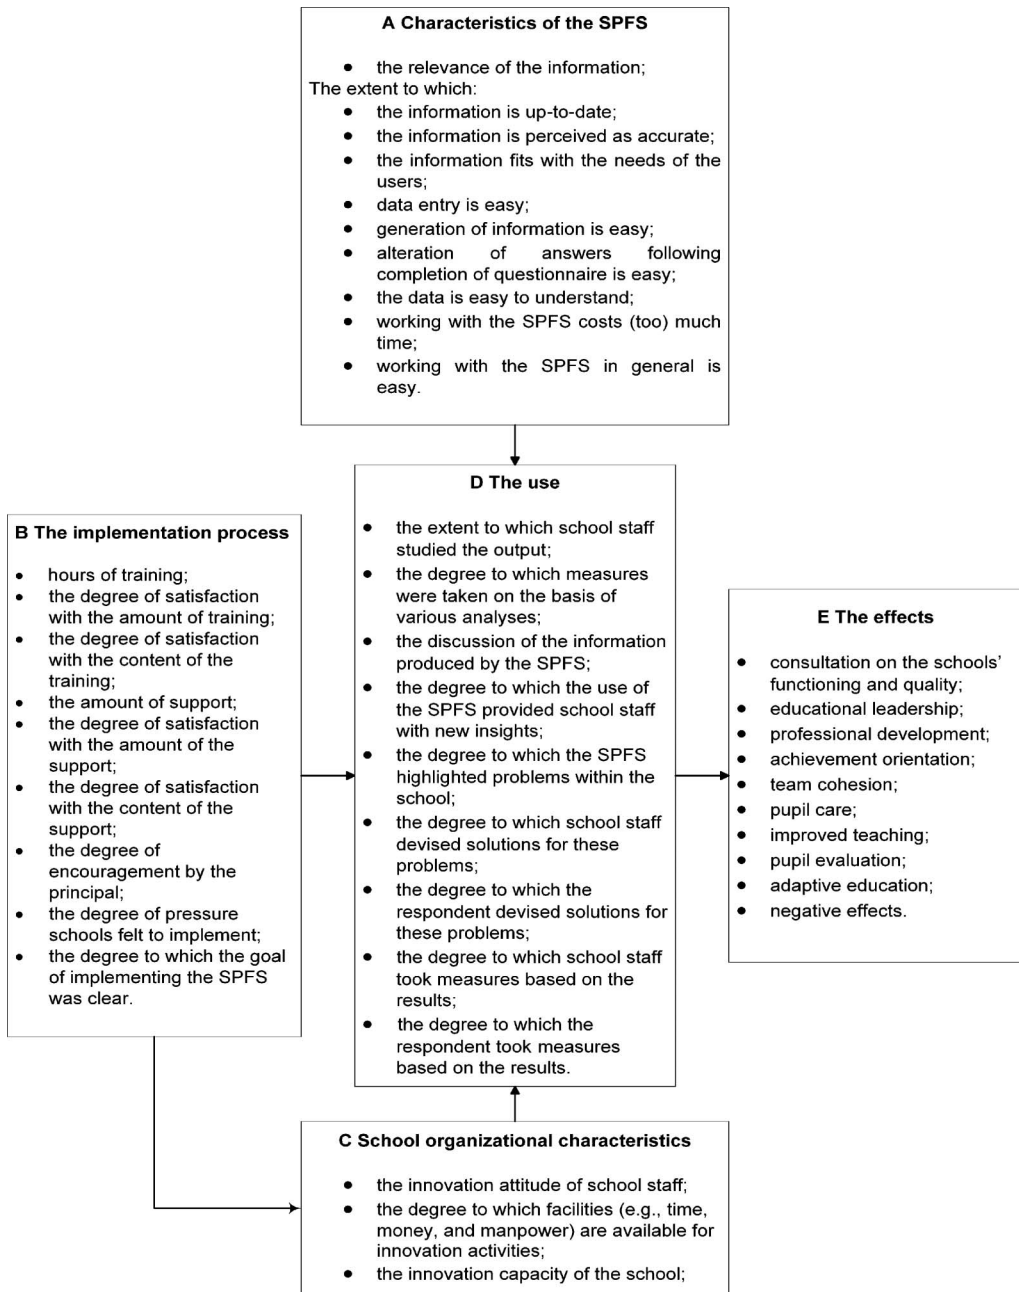 A Characteristics of the SPFS
● the relevance of the information;
The extent to which:
● the information is up-to-date;
● the information is perceived as accurate;
● the information fits with the needs of the
users;
● data entry is easy;
● generation of information is easy;
● alteration of answers following
completion of questionnaire is easy;
● the data is easy to understand;
● working with the SPFS costs (too) much
time;
● working with the SPFS in general is
easy.
B The implementation process
● hours of training;
● the degree of satisfaction
with the amount of training;
● the degree of satisfaction
with the content of the
training;
● the amount of support;
● the degree of satisfaction
with the amount of the
support;
● the degree of satisfaction
with the content of the
support;
● the degree of
encouragement by the
principal;
● the degree of pressure
schools felt to implement;
● the degree to which the goal
of implementing the SPFS
was clear.
D The use
● the extent to which school staff
studied the output;
● the degree to which measures
were taken on the basis of
various analyses;
● the discussion of the information
produced by the SPFS;
● the degree to which the use of
the SPFS provided school staff
with new insights;
● the degree to which the SPFS
highlighted problems within the
school;
● the degree to which school staff
devised solutions for these
problems;
● the degree to which the
respondent devised solutions for
these problems;
● the degree to which school staff
took measures based on the
results;
● the degree to which the
respondent took measures
based on the results.
E The effects
● consultation on the schools’
functioning and quality;
● educational leadership;
● professional development;
● achievement orientation;
● team cohesion;
● pupil care;
● improved teaching;
● pupil evaluation;
● adaptive education;
● negative effects.
C School organizational characteristics
● the innovation attitude of school staff;
● the degree to which facilities (e.g., time,
money, and manpower) are available for
innovation activities;
● the innovation capacity of the school;